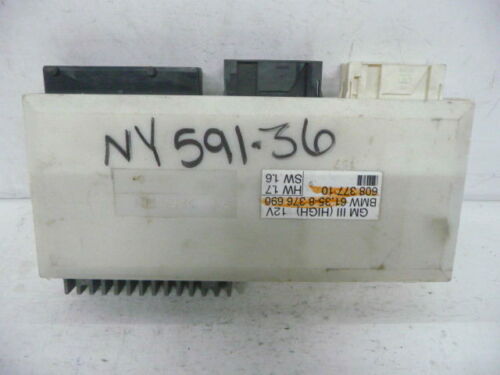 NY 591-36
GM III (HIGH) 12V
BMW 61.35-8-376 690
608 377 10
HW 1.7
SW 1.6